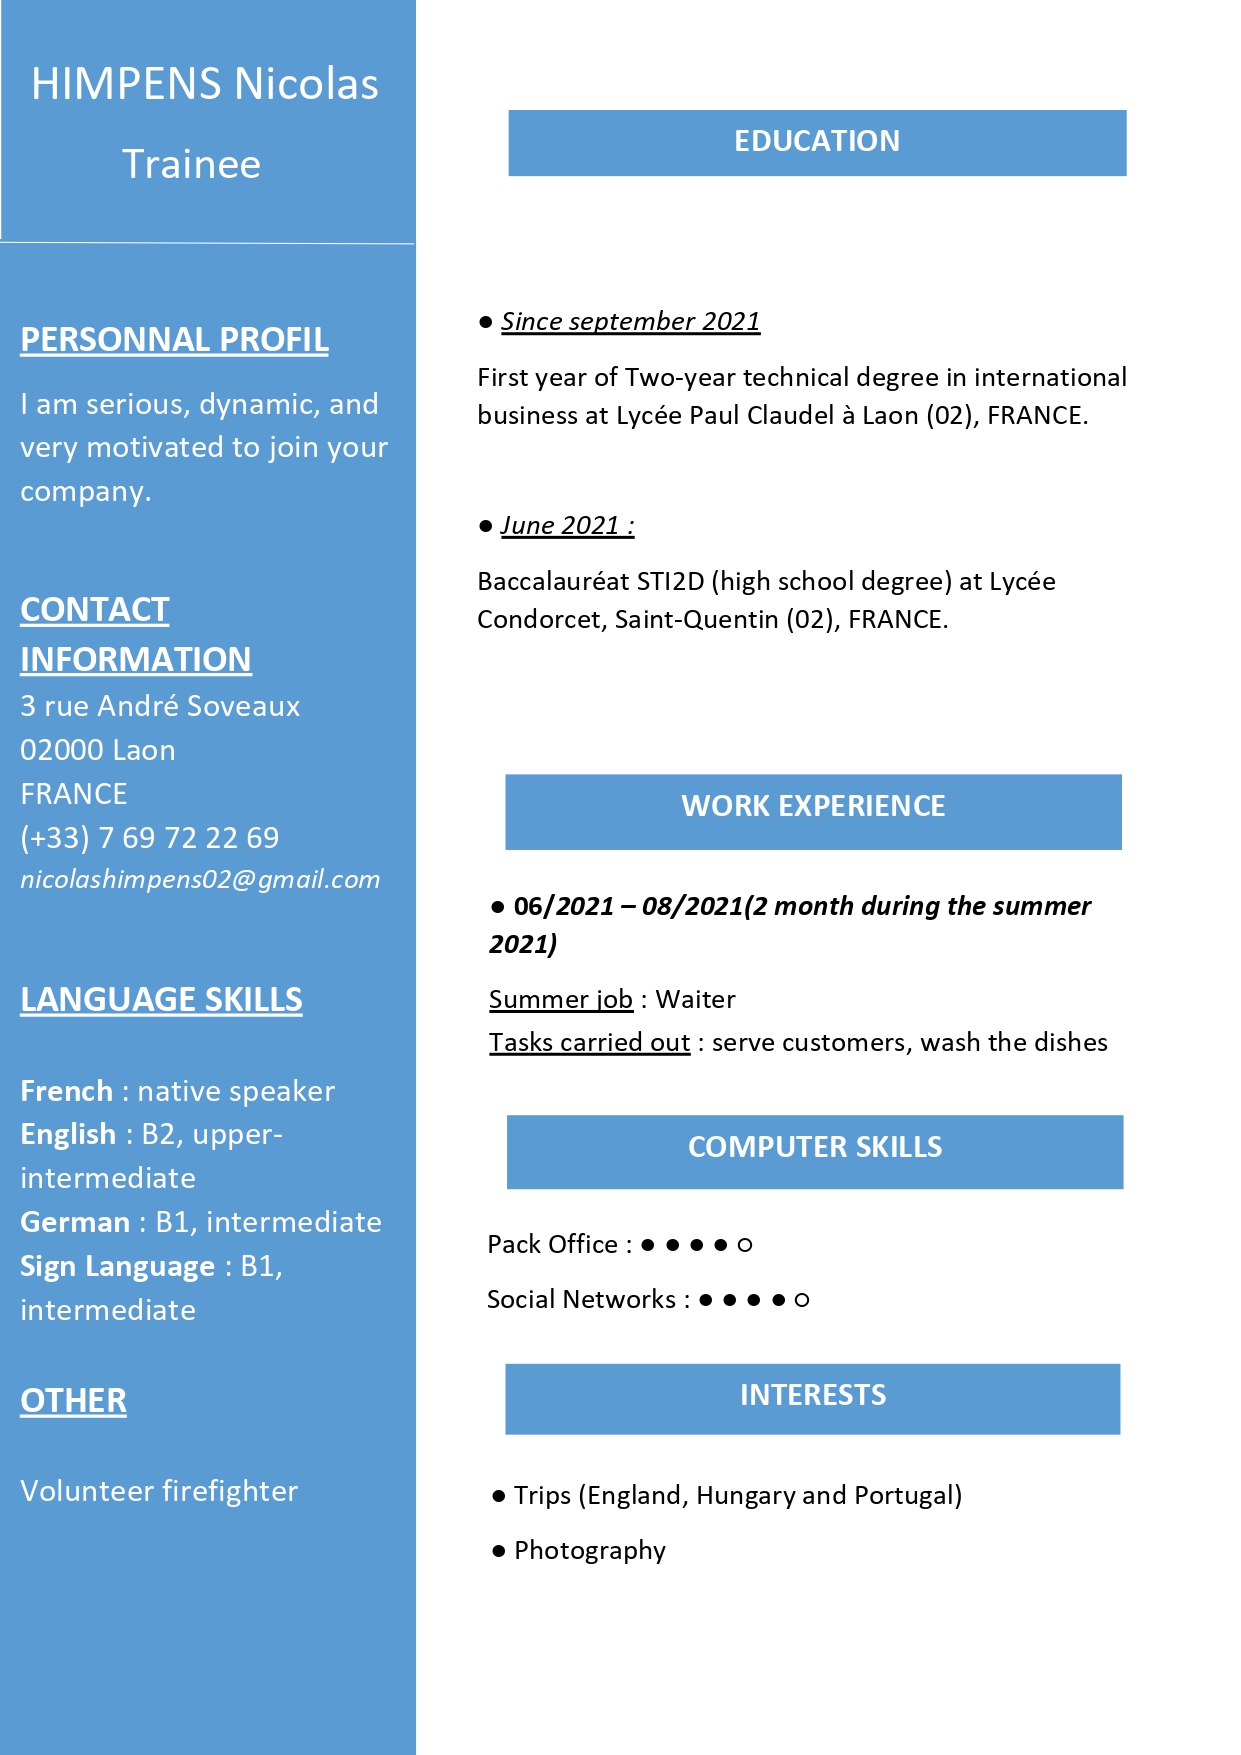 HIMPENS Nicolas
Trainee
PERSONNAL PROFIL
I am serious, dynamic, and
very motivated to join your
company.
CONTACT
INFORMATION
3 rue André Soveaux
02000 Laon
FRANCE
(+33) 7 69 72 22 69
nicolashimpens02@gmail.com
LANGUAGE SKILLS
French : native speaker
English : B2, upper-
intermediate
German : B1, intermediate
Sign Language : B1,
intermediate
OTHER
Volunteer firefighter
EDUCATION
● Since september 2021
First year of Two-year technical degree in international
business at Lycée Paul Claudel à Laon (02), FRANCE.
● June 2021 :
Baccalauréat STI2D (high school degree) at Lycée
Condorcet, Saint-Quentin (02), FRANCE.
WORK EXPERIENCE
● 06/2021 – 08/2021(2 month during the summer
2021)
Summer job : Waiter
Tasks carried out : serve customers, wash the dishes
COMPUTER SKILLS
Pack Office : ● ● ● ● ○
Social Networks : ● ● ● ● ○
INTERESTS
● Trips (England, Hungary and Portugal)
● Photography